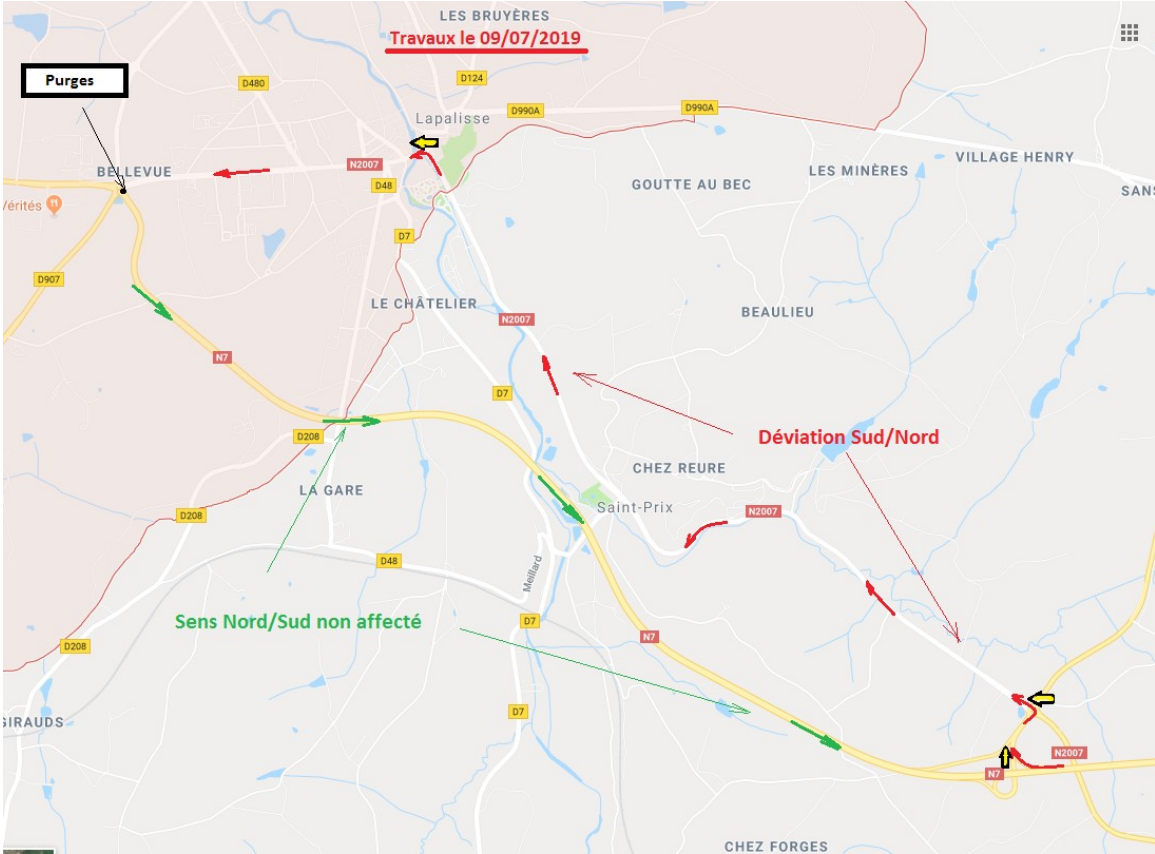 LES BRUYÈRES
Travaux le 09/07/2019
Purges
D480
D124
D990A
D990A
Lapalisse
BELLEVUE
N2007
D48
GOUTTE AU BEC
LES MINÈRES
VILLAGE HENRY
SANS
Vérités
D7
D907
LE CHÂTELIER
N2007
BEAULIEU
N7
D7
D208
Déviation Sud/Nord
CHEZ REURE
LA GARE
Saint-Prix
N2007
D208
D48
Meillard
Sens Nord/Sud non affecté
D7
N7
D208
D7
GIRAUDS
N2007
N7
CHEZ FORGES